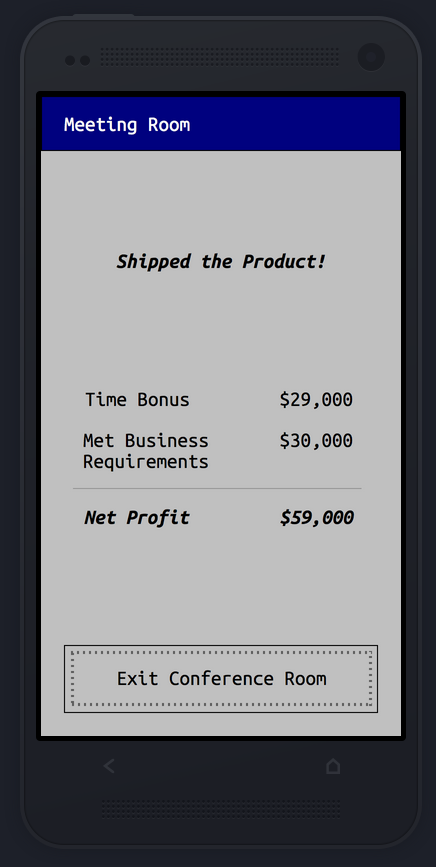 Meeting Room
Shipped the Product!
Time Bonus $29,000
Met Business $30,000
Requirements
Net Profit $59,000
Exit Conference Room